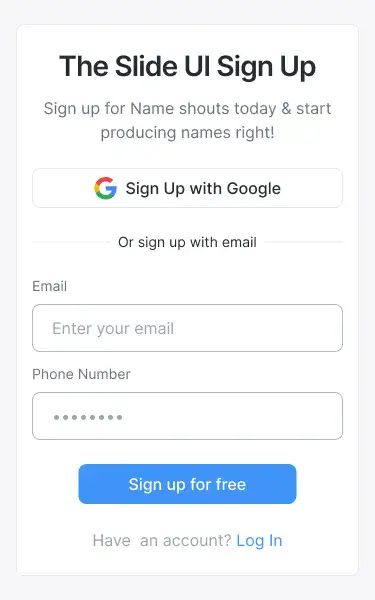 The Slide UI Sign Up
Sign up for Name shouts today & start
producing names right!
Sign Up with Google
Or sign up with email
Email
Enter your email
Phone Number
••••••••
Sign up for free
Have  an account? Log In